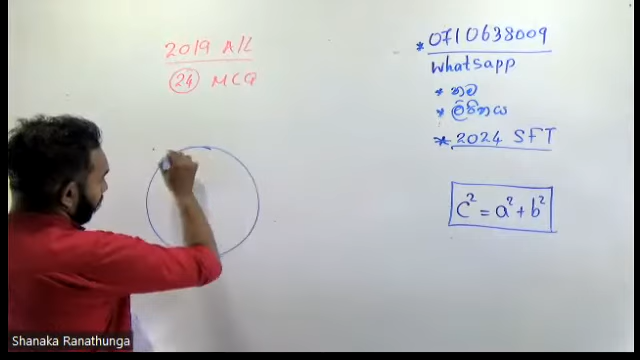 2019 A/L
24 MCQ
* 0710638009
Whatsapp
* නම
* ලිපිනය
* 2024 SFT
c² = a² + b²
Shanaka Ranathunga